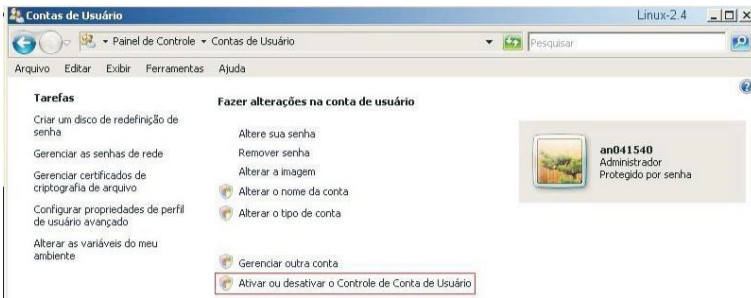 Contas de Usuário
Linux-2.4
Painel de Controle
Contas de Usuário
Pesquisar
Arquivo Editar Exibir Ferramentas Ajuda
Tarefas
Criar um disco de redefinição de
senha
Gerenciar as senhas de rede
Gerenciar certificados de
criptografia de arquivo
Configurar propriedades de perfil
de usuário avançado
Alterar as variáveis do meu
ambiente
Fazer alterações na conta de usuário
Altere sua senha
Remover senha
Alterar a imagem
Alterar o nome da conta
Alterar o tipo de conta
Gerenciar outra conta
Ativar ou desativar o Controle de Conta de Usuário
an041540
Administrador
Protegido por senha